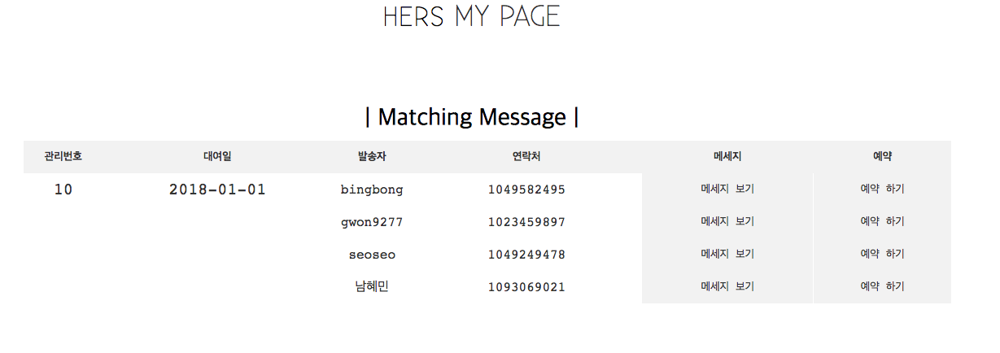 HERS MY PAGE
| Matching Message |
관리번호 대여일 발송자 연락처 메세지 예약
10 2018-01-01 bingbong 1049582495 메세지 보기 예약 하기
gwon9277 1023459897 메세지 보기 예약 하기
seoseo 1049249478 메세지 보기 예약 하기
남혜민 1093069021 메세지 보기 예약 하기